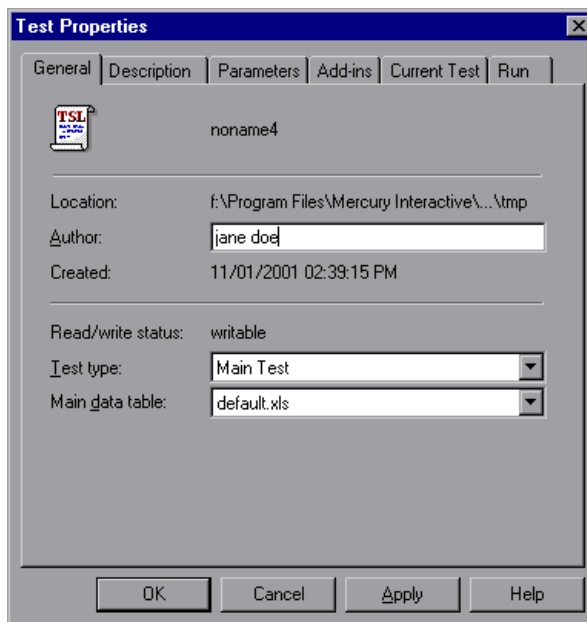 Test Properties
General Description Parameters Add-ins Current Test Run
TSL
noname4
Location: f:\Program Files\Mercury Interactive\...\tmp
Author: jane doe
Created: 11/01/2001 02:39:15 PM
Read/write status: writable
Test type: Main Test
Main data table: default.xls
OK Cancel Apply Help